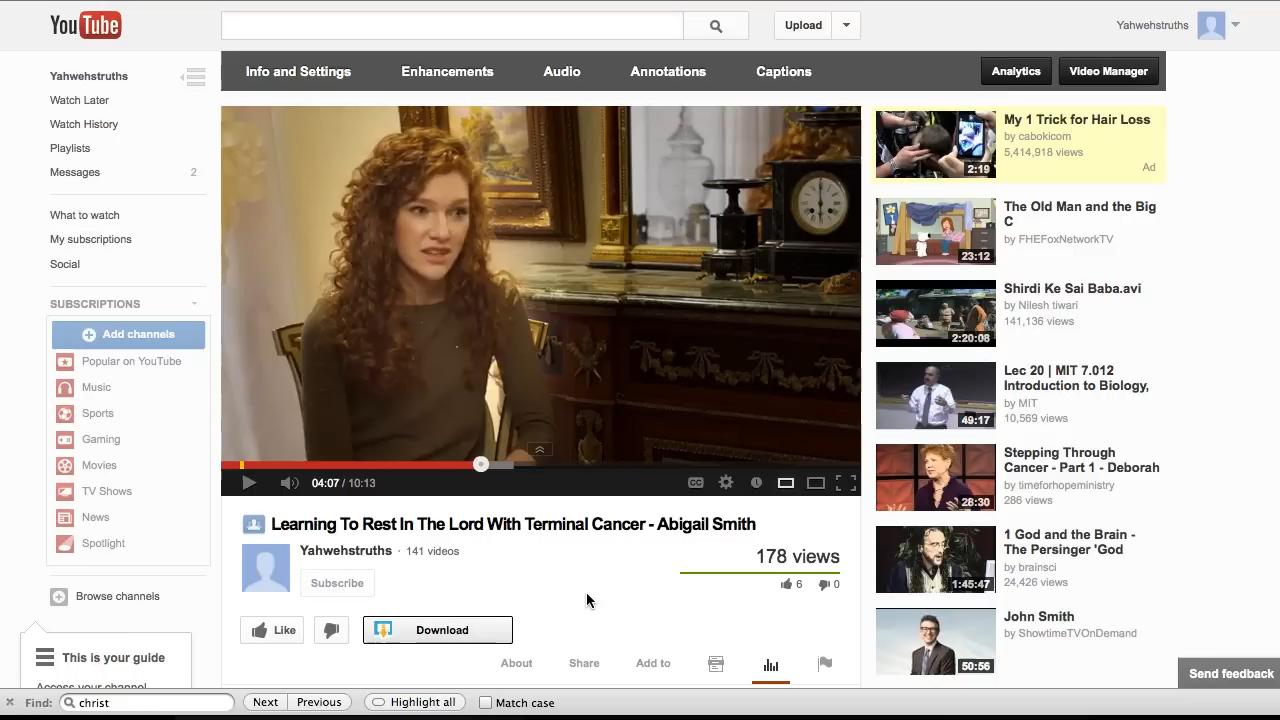 YouTube
Upload
Yahwehstruths
Info and Settings
Enhancements
Audio
Annotations
Captions
Analytics
Video Manager
Yahwehstruths
Watch Later
Watch History
Playlists
Messages 2
What to watch
My subscriptions
Social
SUBSCRIPTIONS
Add channels
Popular on YouTube
Music
Sports
Gaming
Movies
TV Shows
News
Spotlight
Browse channels
This is your guide
Access your channel,
04:07 / 10:13
CC
Learning To Rest In The Lord With Terminal Cancer - Abigail Smith
Yahwehstruths · 141 videos
Subscribe
178 views
6 0
Like
Download
About
Share
Add to
My 1 Trick for Hair Loss
by cabokicom
5,414,918 views
Ad
2:19
The Old Man and the Big
C
by FHEFoxNetworkTV
23:12
Shirdi Ke Sai Baba.avi
by Nilesh tiwari
141,136 views
2:20:08
Lec 20 | MIT 7.012
Introduction to Biology,
by MIT
10,569 views
49:17
Stepping Through
Cancer - Part 1 - Deborah
by timeforhopeministry
286 views
28:30
1 God and the Brain -
The Persinger 'God
by brainsci
24,426 views
1:45:47
John Smith
by ShowtimeTVOnDemand
50:56
Send feedback
Find: christ
Next
Previous
Highlight all
Match case